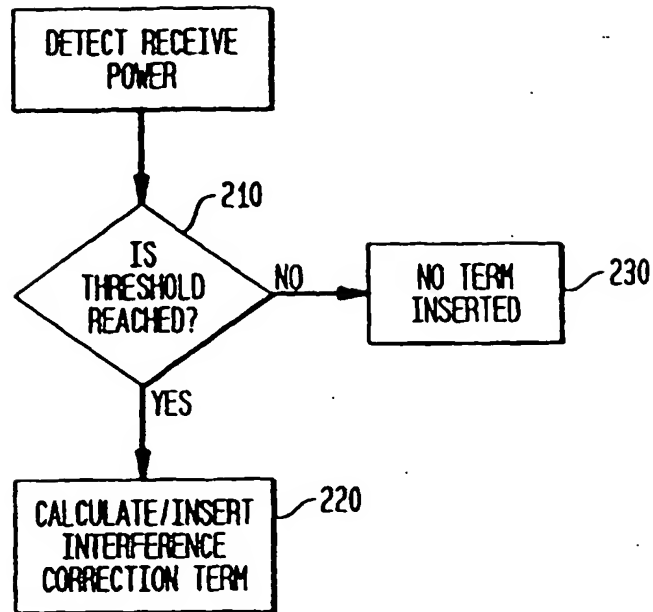 DETECT RECEIVE
POWER
210
IS
THRESHOLD
REACHED?
NO
NO TERM
INSERTED
230
YES
CALCULATE/INSERT
INTERFERENCE
CORRECTION TERM
220